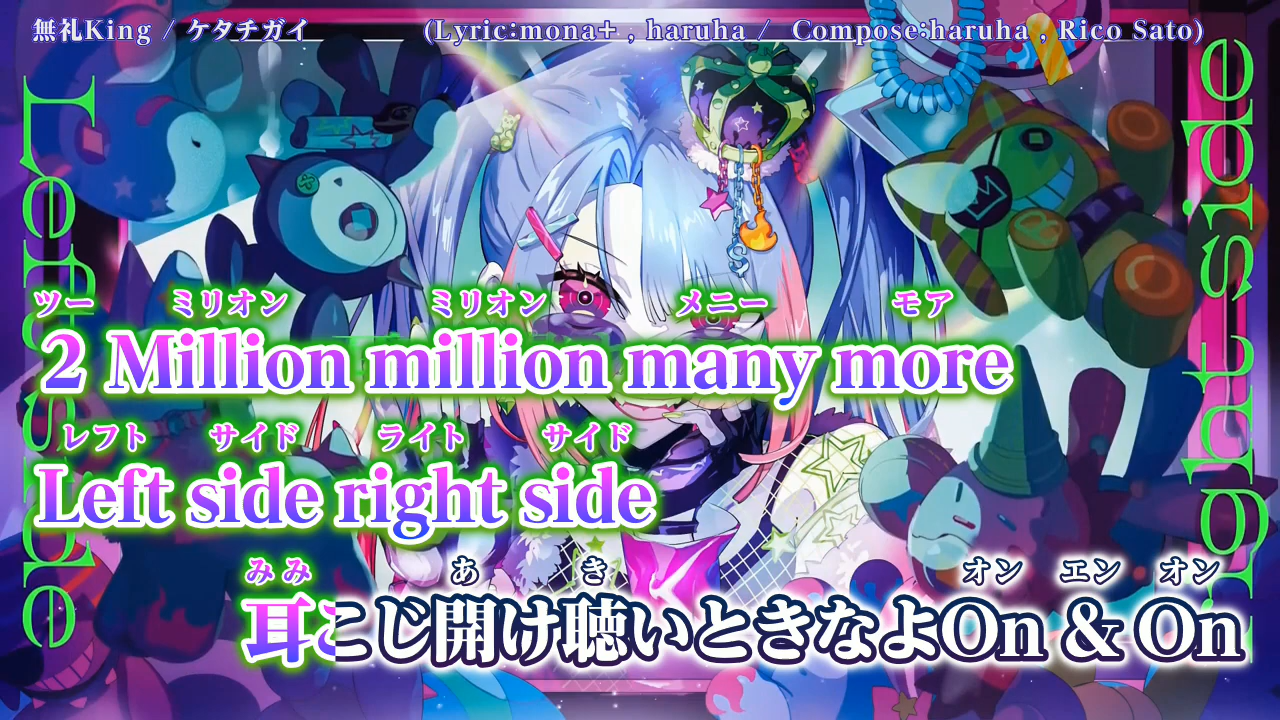 無礼King / ケタチガイ (Lyric:mona+ , haruha / Compose:haruha , Rico Sato)
Left side
ツー ミリオン ミリオン メニー モア
2 Million million many more
レフト サイド ライト サイド
Left side right side
みみ あ き オン エン オン
耳こじ開け聴いときなよOn & On
Right side